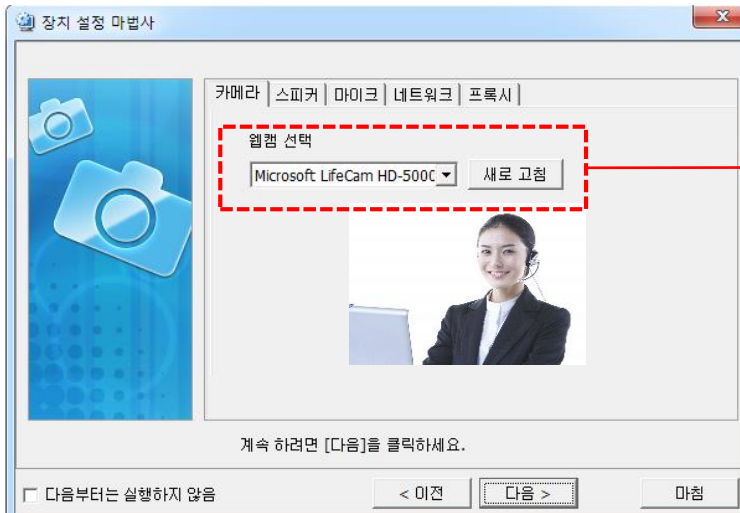 장치 설정 마법사
카메라 스피커 마이크 네트워크 프록시
웹캠 선택
Microsoft LifeCam HD-5000 새로 고침
계속 하려면 [다음]을 클릭하세요.
다음부터는 실행하지 않음 < 이전 다음 > 마침